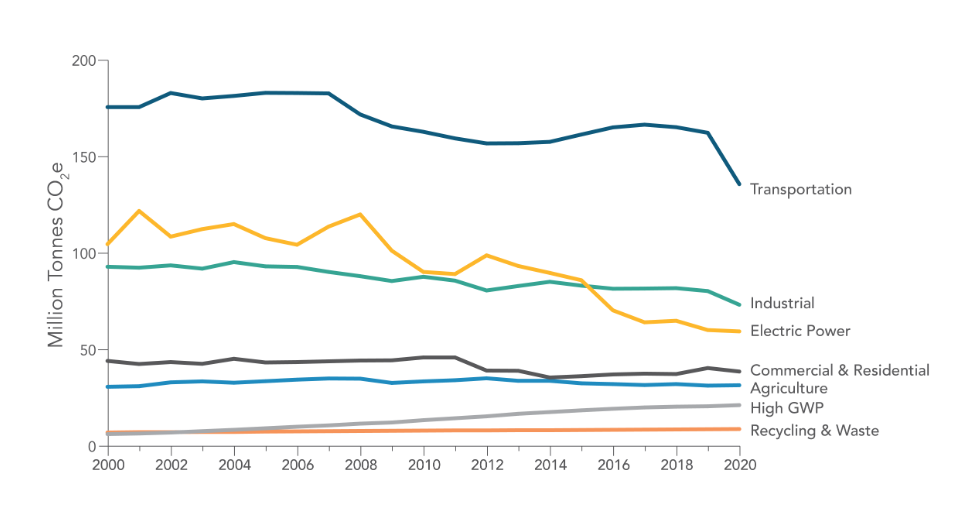 200
150
100
50
0
Million Tonnes CO2e
2000 2002 2004 2006 2008 2010 2012 2014 2016 2018 2020
Transportation
Industrial
Electric Power
Commercial & Residential
Agriculture
High GWP
Recycling & Waste